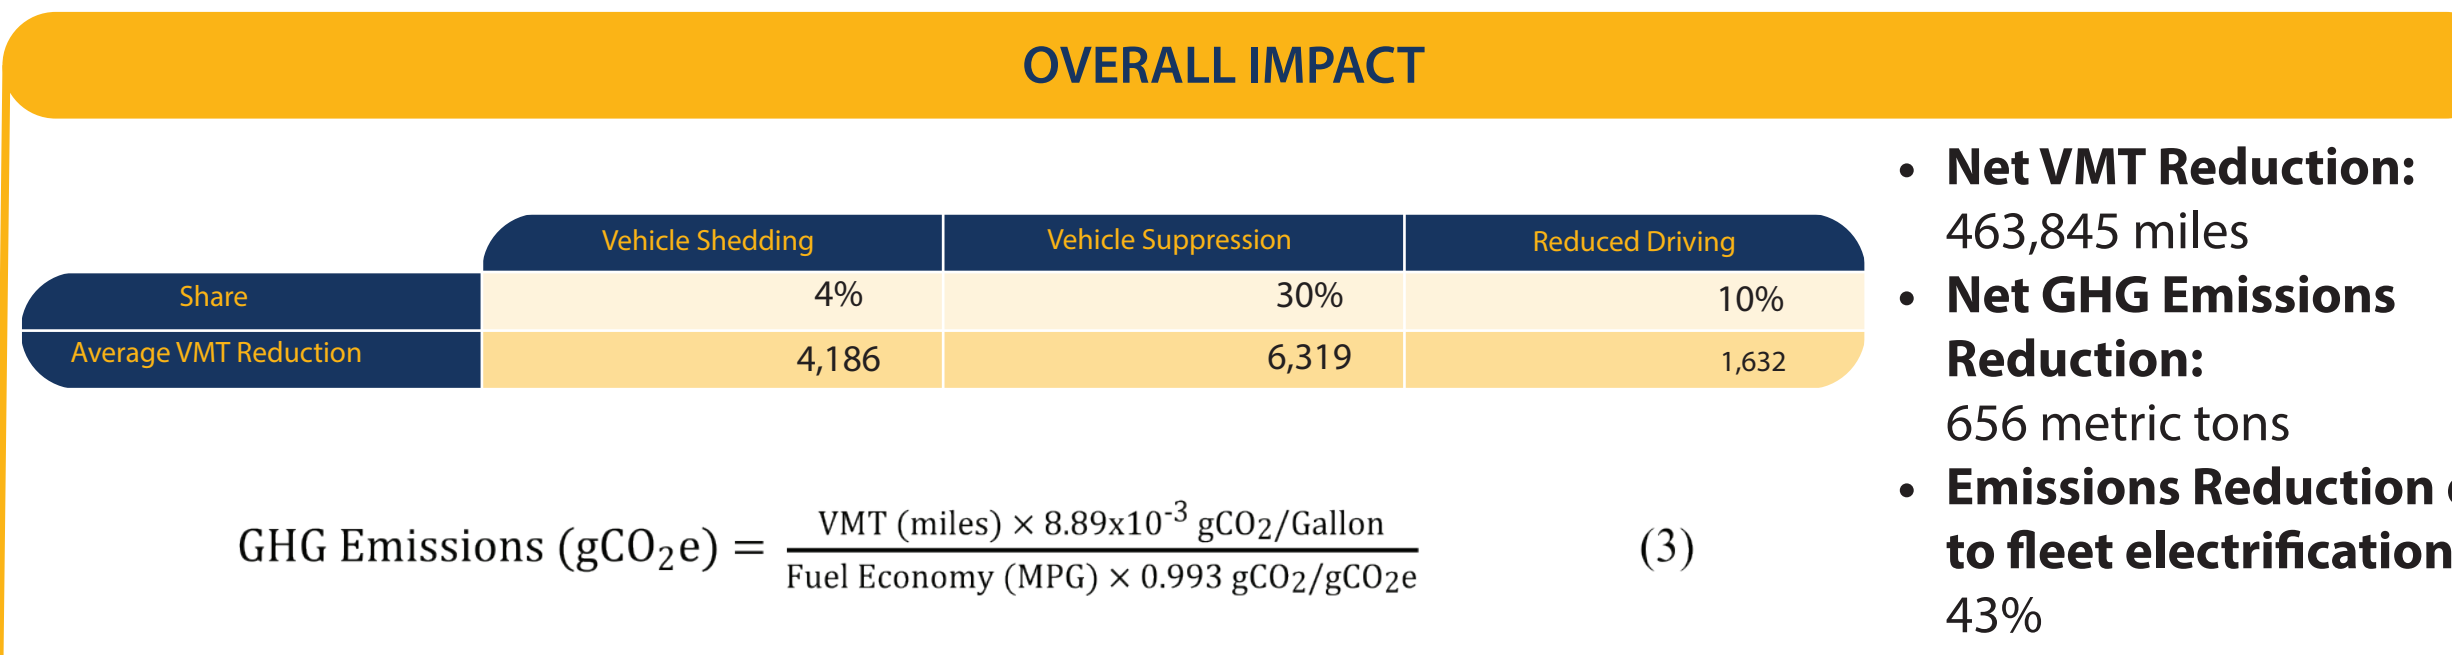 OVERALL IMPACT
Vehicle Shedding Vehicle Suppression Reduced Driving
Share 4% 30% 10%
Average VMT Reduction 4,186 6,319 1,632
GHG Emissions (gCO₂e) = VMT (miles) × 8.89x10⁻³ gCO2/Gallon / Fuel Economy (MPG) × 0.993 gCO2/gCO2e (3)
• Net VMT Reduction:
463,845 miles
• Net GHG Emissions
Reduction:
656 metric tons
• Emissions Reduction
to fleet electrification
43%